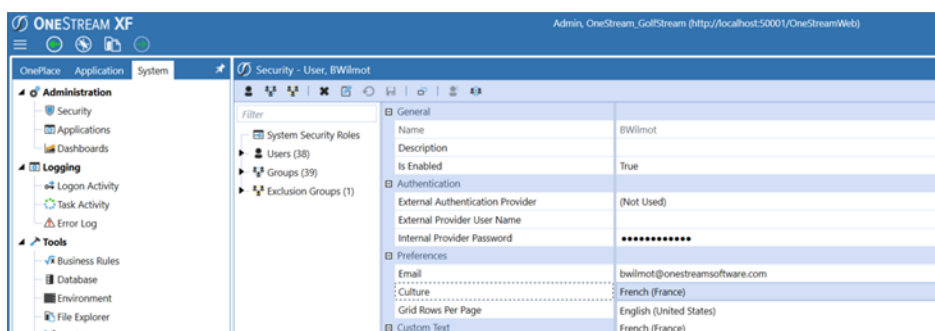 ONESTREAM XF
Admin, OneStream_GolfStream (http://localhost:50001/OneStreamWeb)
OnePlace Application System
Administration
Security
Applications
Dashboards
Logging
Logon Activity
Task Activity
Error Log
Tools
Business Rules
Database
Environment
File Explorer
Security - User, BWilmot
Filter
System Security Roles
Users (38)
Groups (39)
Exclusion Groups (1)
General
Name BWilmot
Description
Is Enabled True
Authentication
External Authentication Provider (Not Used)
External Provider User Name
Internal Provider Password ●●●●●●●●●●●●
Preferences
Email bwilmot@onestreamsoftware.com
Culture French (France)
Grid Rows Per Page English (United States)
Custom Text French (France)